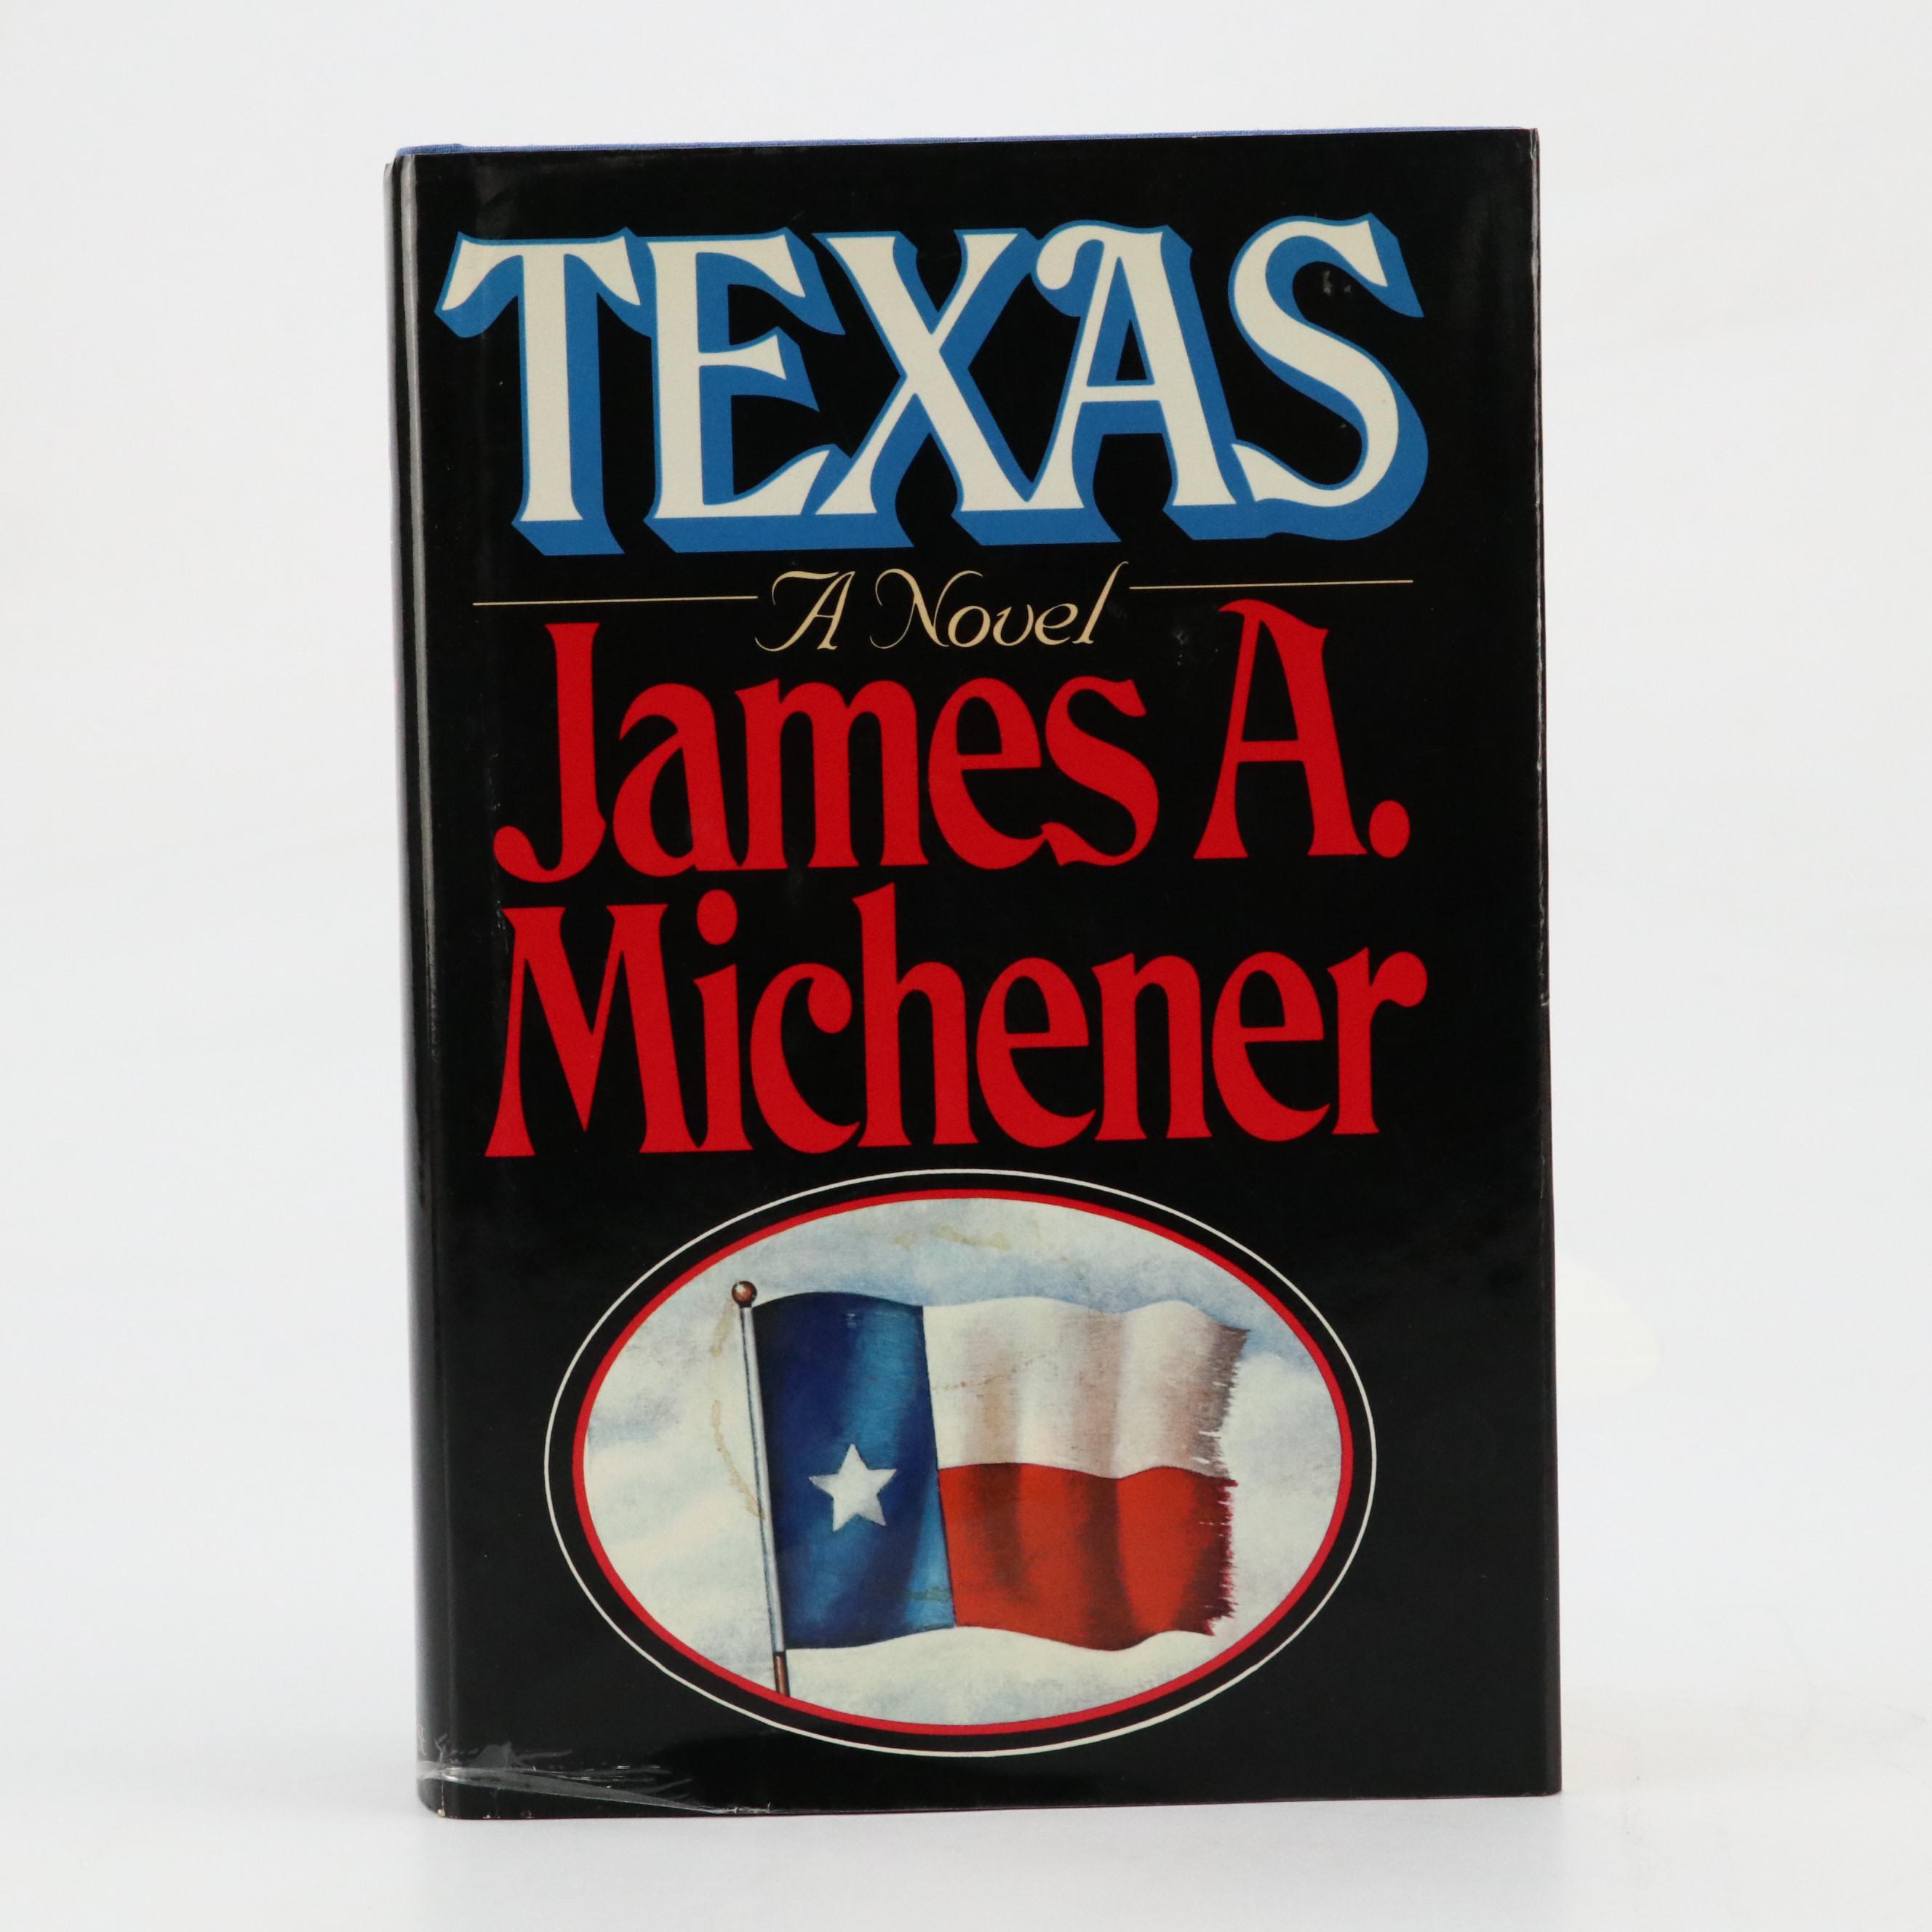 TEXAS
A Novel
James A.
Michener